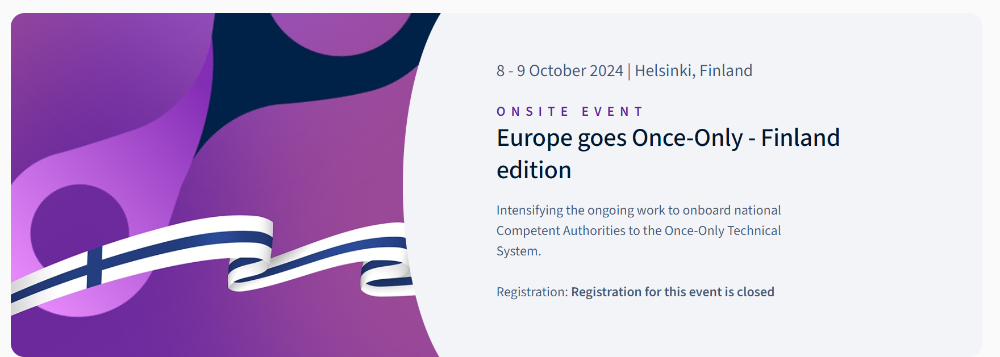 8 - 9 October 2024 | Helsinki, Finland
ONSITE EVENT
Europe goes Once-Only - Finland
edition
Intensifying the ongoing work to onboard national
Competent Authorities to the Once-Only Technical
System.
Registration: Registration for this event is closed